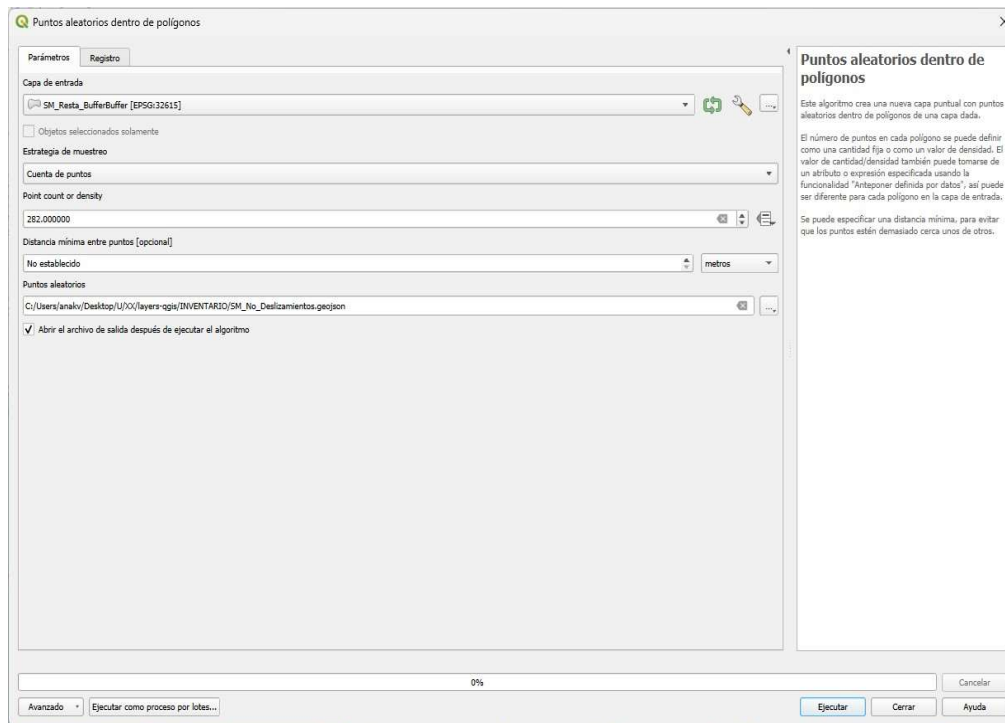 Puntos aleatorios dentro de polígonos
Parámetros
Registro
Capa de entrada
SM_Resta_BufferBuffer [EPSG:32615]
Objetos seleccionados solamente
Estrategia de muestreo
Cuenta de puntos
Point count or density
282.000000
Distancia mínima entre puntos [opcional]
No establecido
metros
Puntos aleatorios
C:/Users/anakv/Desktop/U/XX/layers-qgis/INVENTARIO/SM_No_Deslizamientos.geojson
Abrir el archivo de salida después de ejecutar el algoritmo
Puntos aleatorios dentro de
polígonos
Este algoritmo crea una nueva capa puntual con puntos
aleatorios dentro de polígonos de una capa dada.
El número de puntos en cada polígono se puede definir
como una cantidad fija o como un valor de densidad. El
valor de cantidad/densidad también puede tomarse de
un atributo o expresión especificada usando la
funcionalidad "Anteponer definida por datos", así puede
ser diferente para cada polígono en la capa de entrada.
Se puede especificar una distancia mínima, para evitar
que los puntos estén demasiado cerca unos de otros.
0%
Cancelar
Avanzado
Ejecutar como proceso por lotes...
Ejecutar
Cerrar
Ayuda